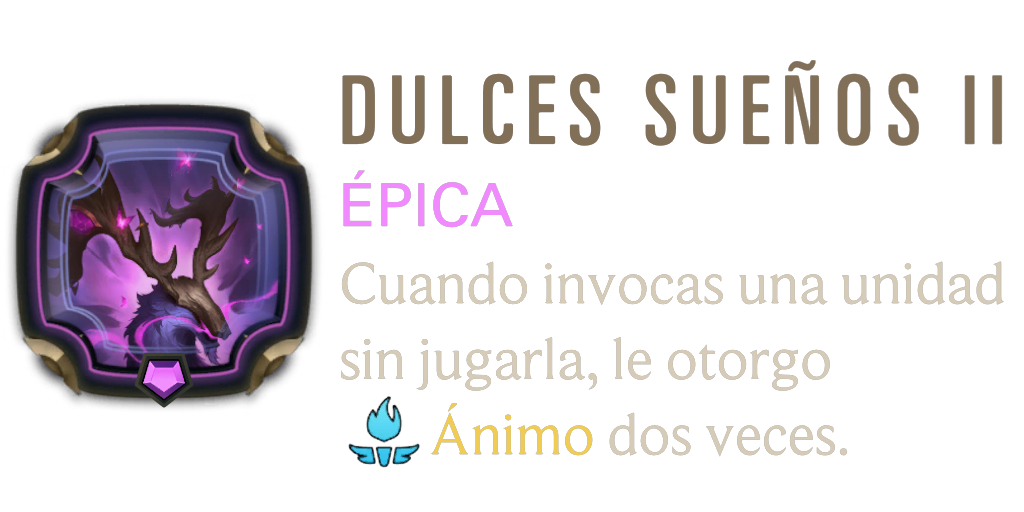 DULCES SUEÑOS II
ÉPICA
Cuando invocas una unidad
sin jugarla, le otorgo
Ánimo dos veces.